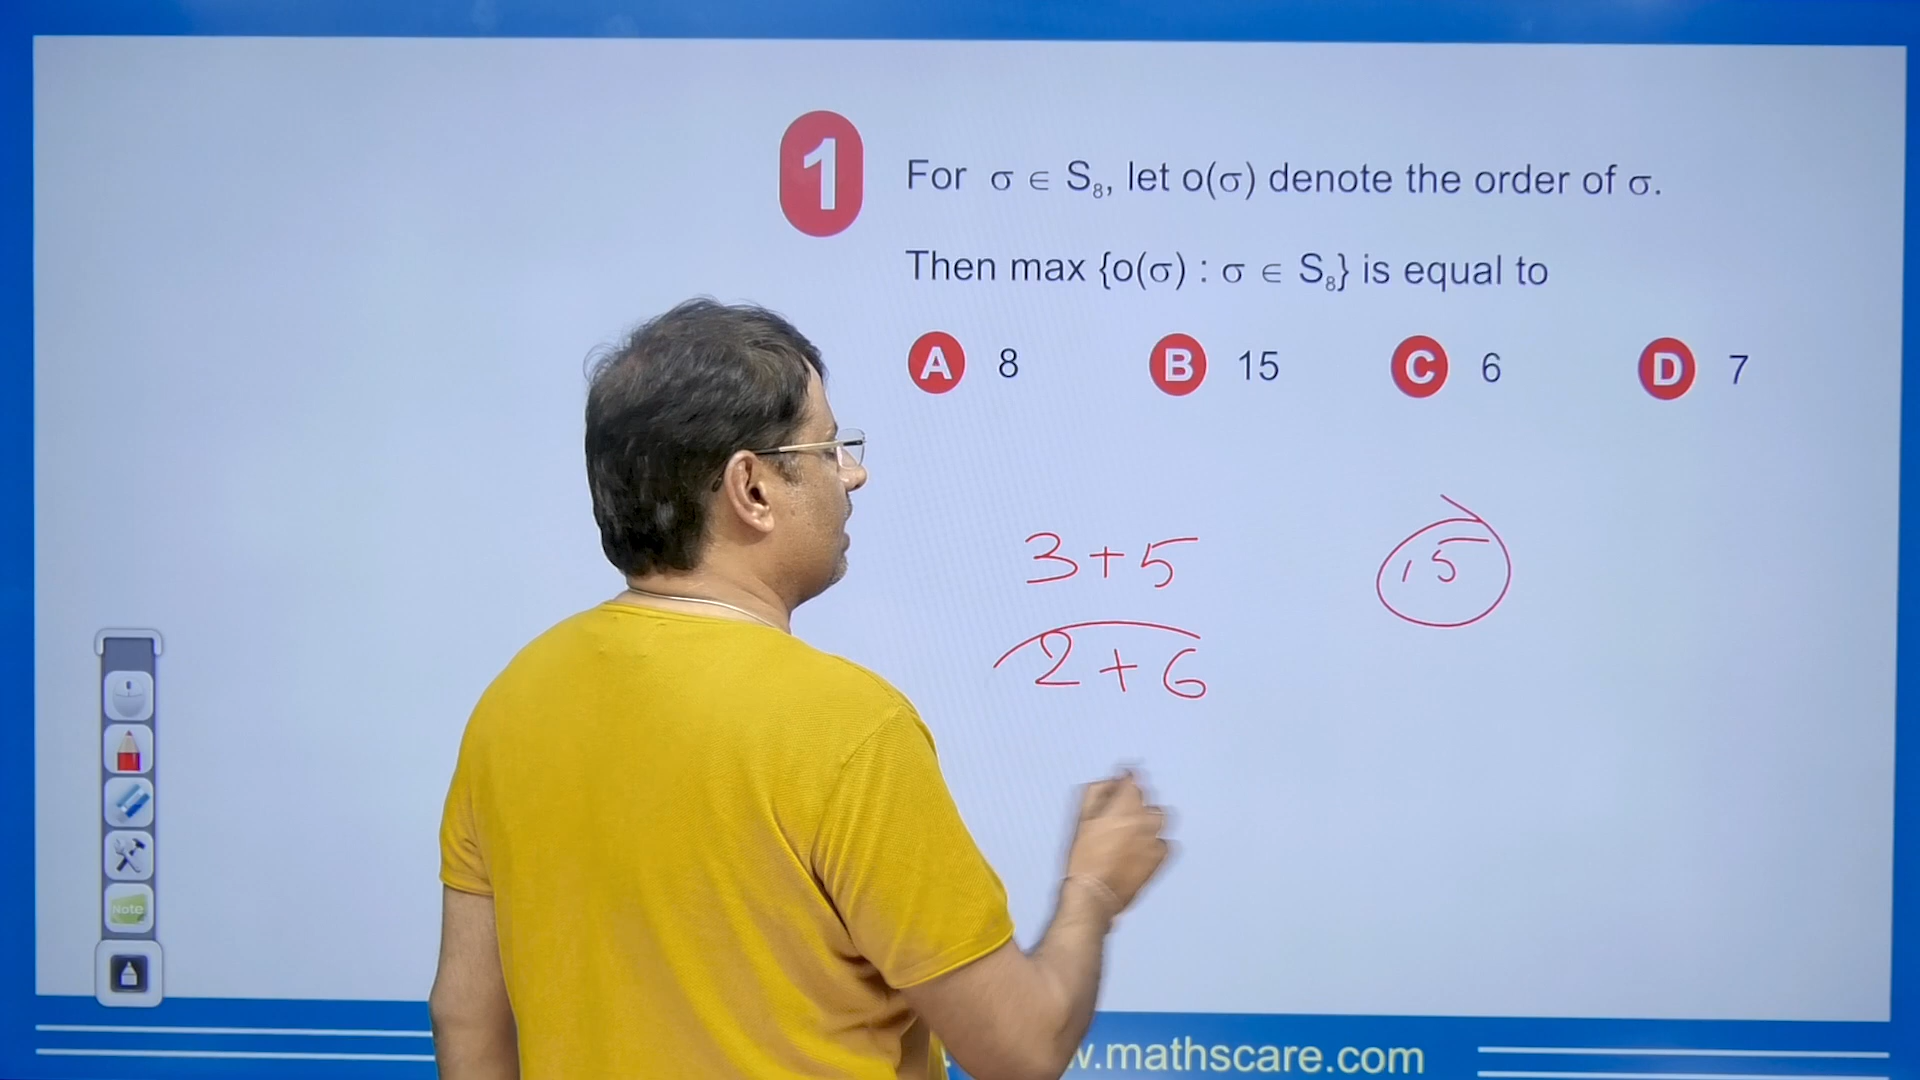 1
For σ ∈ S₈, let o(σ) denote the order of σ.
Then max {o(σ) : σ ∈ S₈} is equal to
A 8 B 15 C 6 D 7
3+5 15
2+6
Note
.mathscare.com